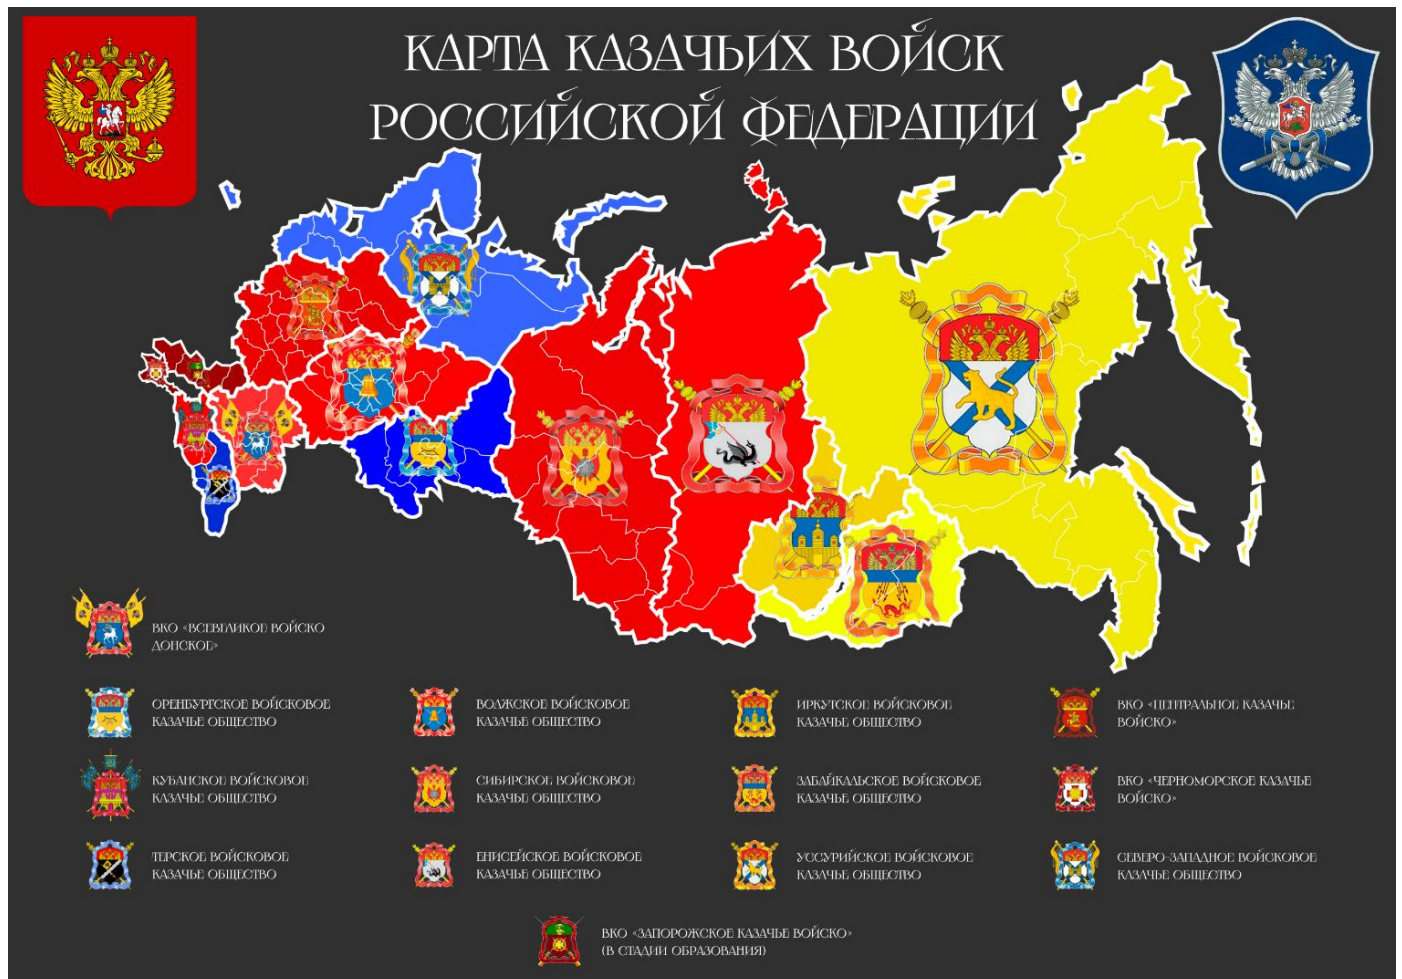 КАРТА КАЗАЧЬИХ ВОЙСК
РОССИЙСКОЙ ФЕДЕРАЦИИ
ВКО «ВСЕВЕЛИКОЕ ВОЙСКО
ДОНСКОЕ»
ОРЕНБУРГСКОЕ ВОЙСКОВОЕ
КАЗАЧЬЕ ОБЩЕСТВО
ВОЛЖСКОЕ ВОЙСКОВОЕ
КАЗАЧЬЕ ОБЩЕСТВО
ИРКУТСКОЕ ВОЙСКОВОЕ
КАЗАЧЬЕ ОБЩЕСТВО
ВКО «ЦЕНТРАЛЬНОЕ КАЗАЧЬЕ
ВОЙСКО»
КУБАНСКОЕ ВОЙСКОВОЕ
КАЗАЧЬЕ ОБЩЕСТВО
СИБИРСКОЕ ВОЙСКОВОЕ
КАЗАЧЬЕ ОБЩЕСТВО
ЗАБАЙКАЛЬСКОЕ ВОЙСКОВОЕ
КАЗАЧЬЕ ОБЩЕСТВО
ВКО «ЧЕРНОМОРСКОЕ КАЗАЧЬЕ
ВОЙСКО»
ТЕРСКОЕ ВОЙСКОВОЕ
КАЗАЧЬЕ ОБЩЕСТВО
ЕНИСЕЙСКОЕ ВОЙСКОВОЕ
КАЗАЧЬЕ ОБЩЕСТВО
УССУРИЙСКОЕ ВОЙСКОВОЕ
КАЗАЧЬЕ ОБЩЕСТВО
СЕВЕРО-ЗАПАДНОЕ ВОЙСКОВОЕ
КАЗАЧЬЕ ОБЩЕСТВО
ВКО «ЗАПОРОЖСКОЕ КАЗАЧЬЕ ВОЙСКО»
(В СТАДИИ ОБРАЗОВАНИЯ)